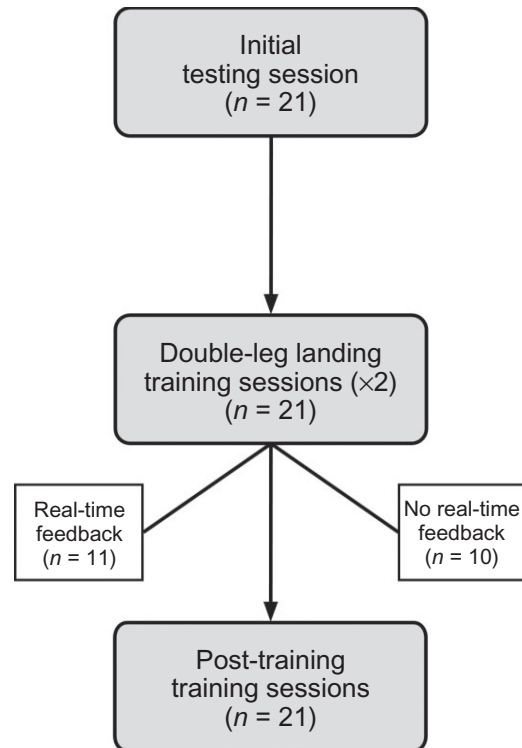 Initial
testing session
(n = 21)
Double-leg landing
training sessions (×2)
(n = 21)
Real-time
feedback
(n = 11)
No real-time
feedback
(n = 10)
Post-training
training sessions
(n = 21)